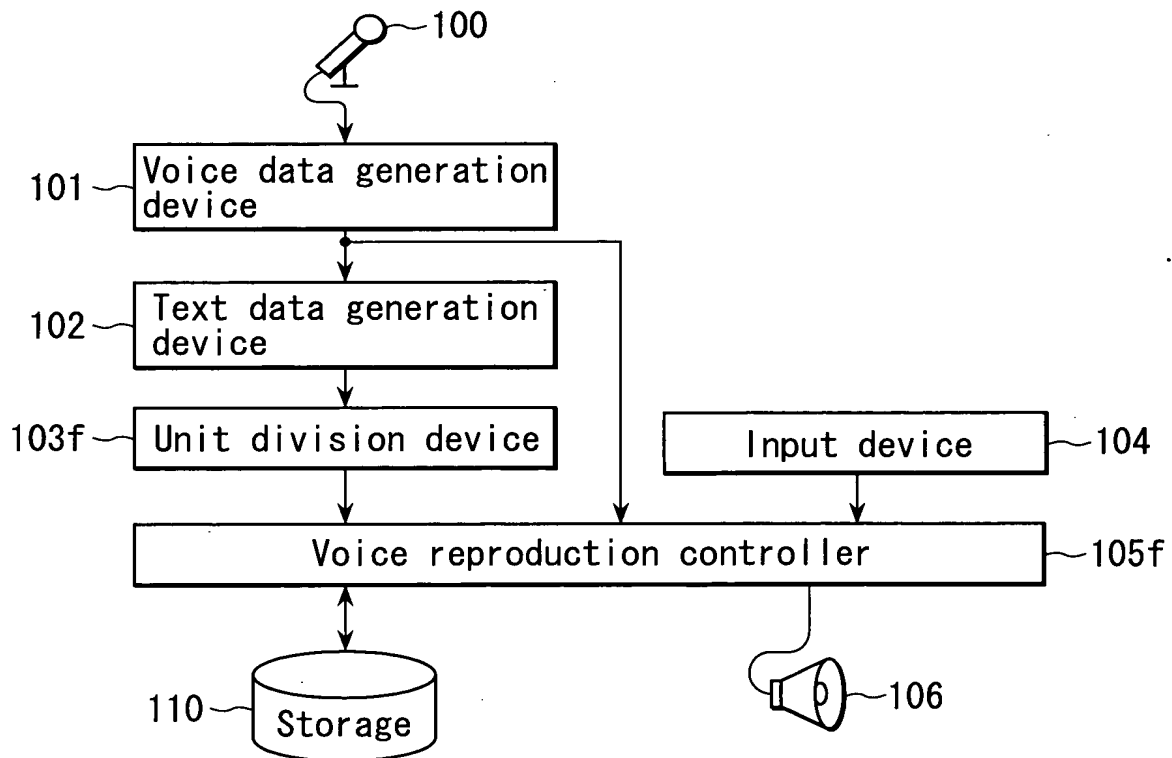 100
101
Voice data generation
device
102
Text data generation
device
103f
Unit division device
Input device
104
Voice reproduction controller
105f
110
Storage
106